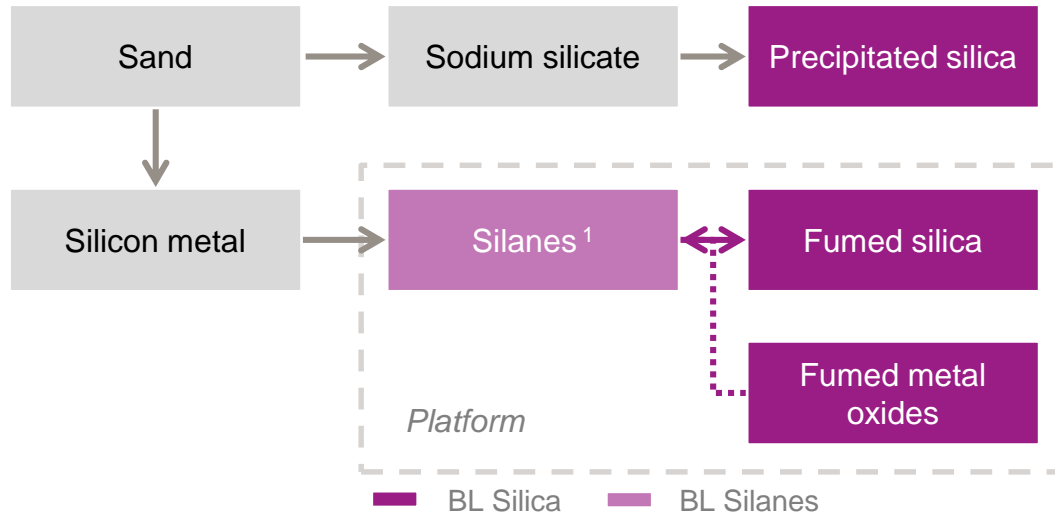 Sand
Sodium silicate
Precipitated silica
Silicon metal
Silanes 1
Fumed silica
Fumed metal
oxides
Platform
BL Silica
BL Silanes